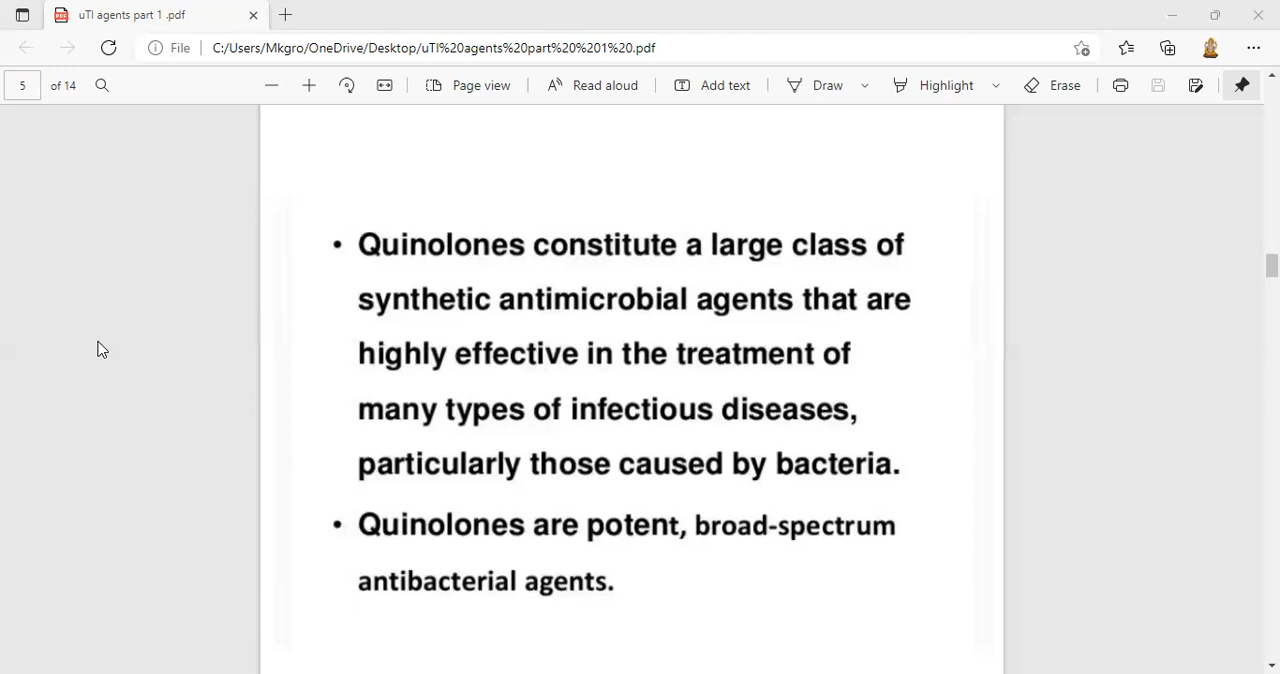 uTI agents part 1 .pdf
File
C:/Users/Mkgro/OneDrive/Desktop/uTI%20agents%20part%20%201%20.pdf
5 of 14
Page view
Read aloud
Add text
Draw
Highlight
Erase
• Quinolones constitute a large class of
synthetic antimicrobial agents that are
highly effective in the treatment of
many types of infectious diseases,
particularly those caused by bacteria.
• Quinolones are potent, broad-spectrum
antibacterial agents.